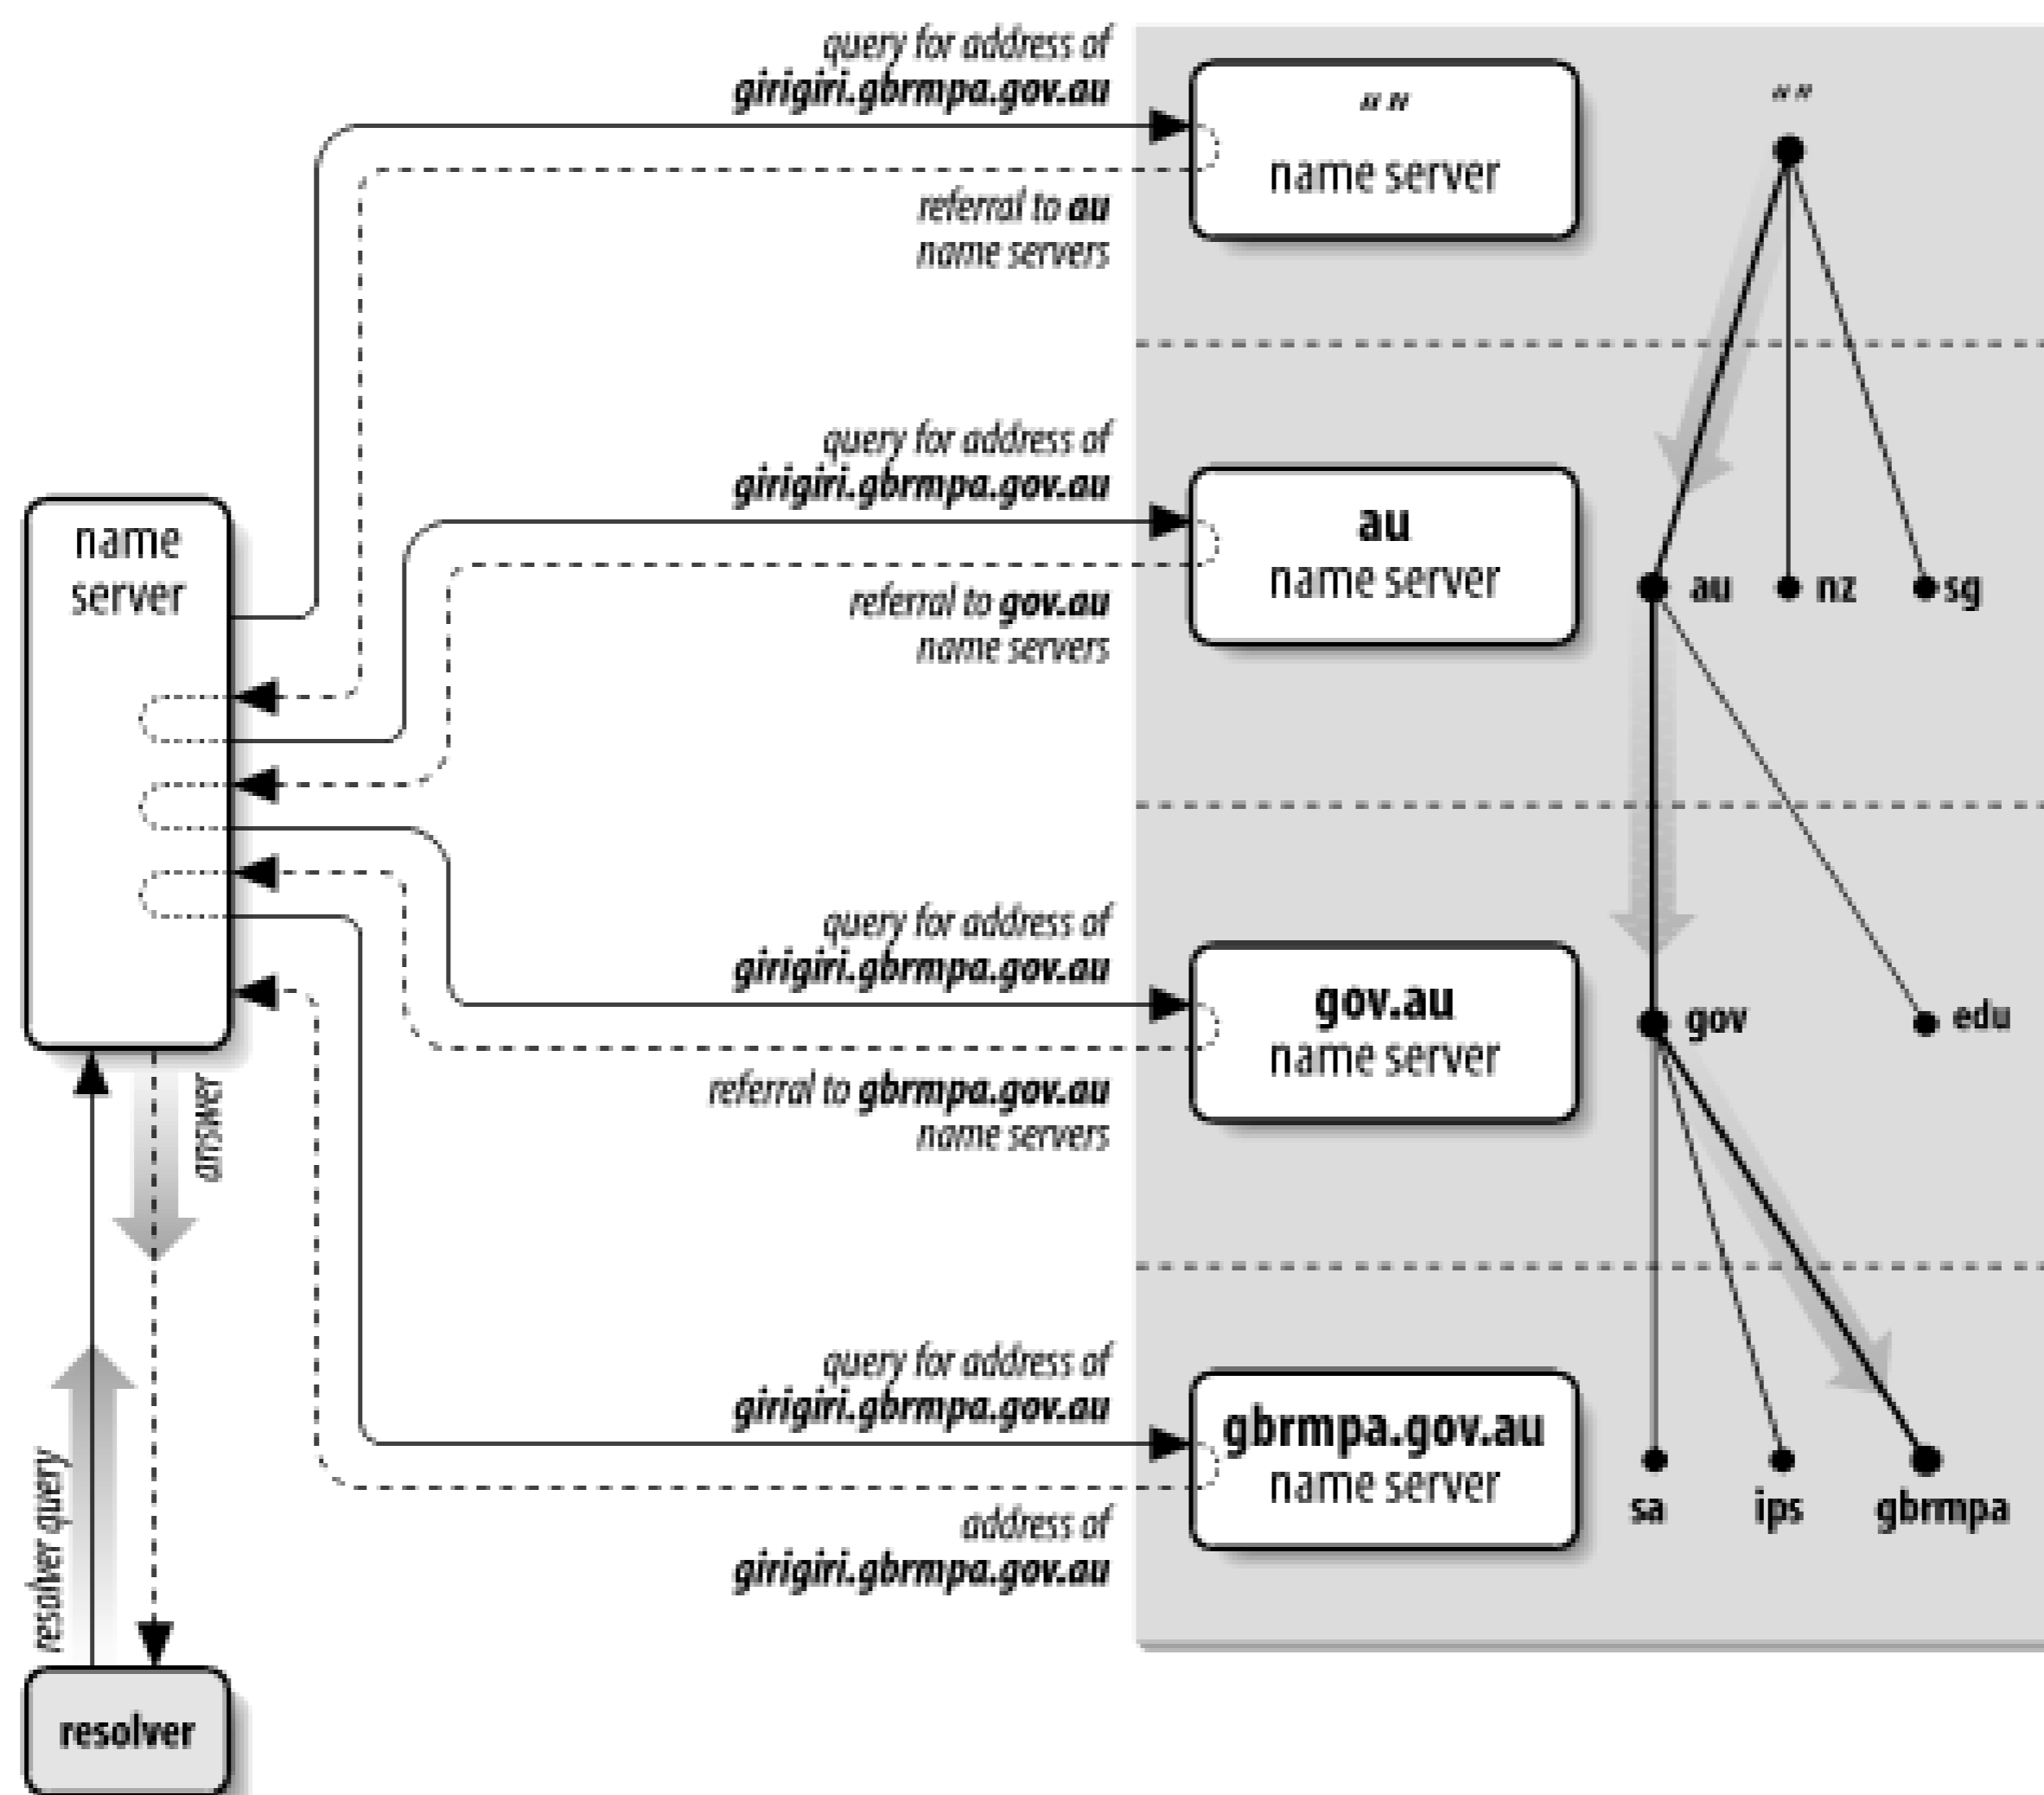 query for address of
girigiri.gbrmpa.gov.au
“ ”
name server
“ ”
referral to au
name servers
query for address of
girigiri.gbrmpa.gov.au
au
name server
referral to gov.au
name servers
au
nz
sg
name
server
query for address of
girigiri.gbrmpa.gov.au
gov.au
name server
referral to gbrmpa.gov.au
name servers
gov
edu
answer
query for address of
girigiri.gbrmpa.gov.au
gbrmpa.gov.au
name server
address of
girigiri.gbrmpa.gov.au
sa
ips
gbrmpa
resolver query
resolver